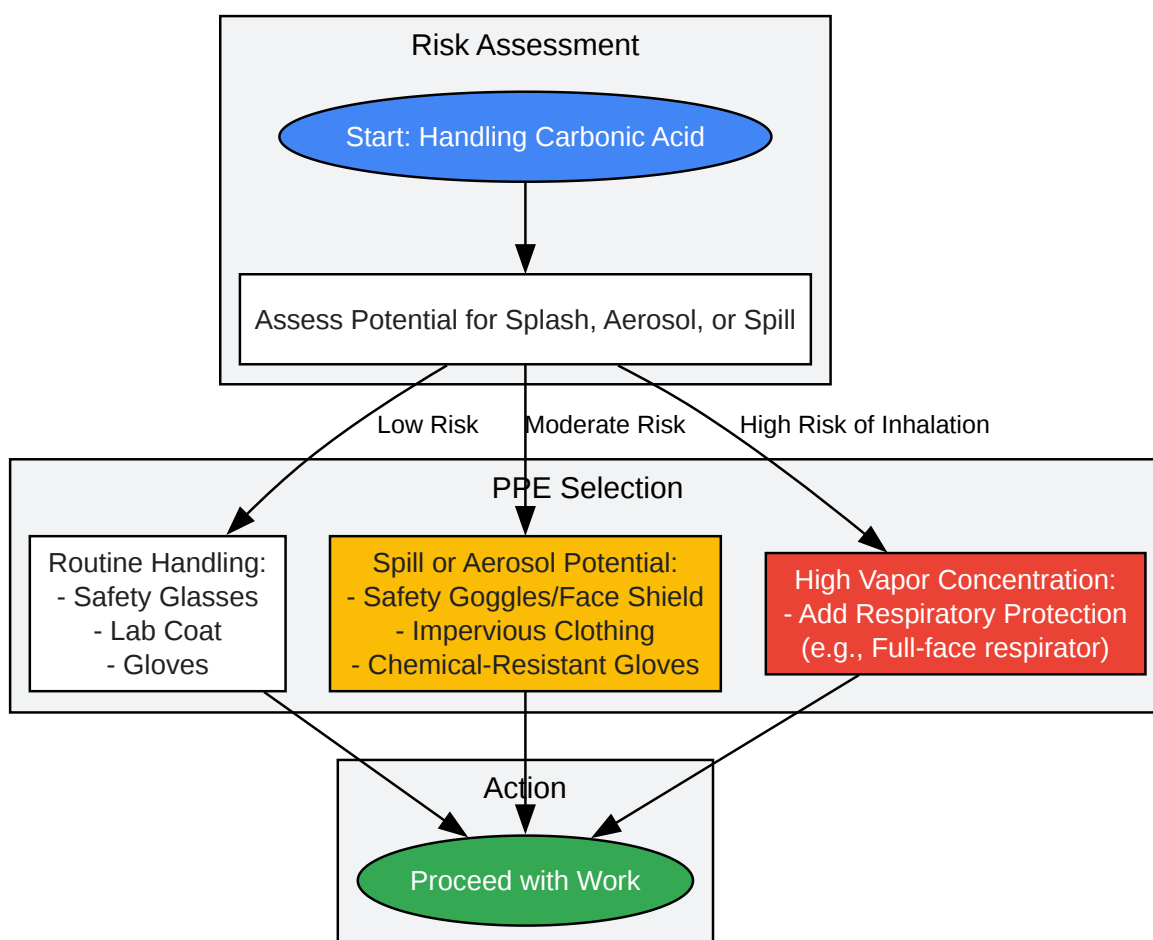 Risk Assessment
Start: Handling Carbonic Acid
Assess Potential for Splash, Aerosol, or Spill
Low Risk
Moderate Risk
High Risk of Inhalation
PPE Selection
Routine Handling:
- Safety Glasses
- Lab Coat
- Gloves
Spill or Aerosol Potential:
- Safety Goggles/Face Shield
- Impervious Clothing
- Chemical-Resistant Gloves
High Vapor Concentration:
- Add Respiratory Protection
(e.g., Full-face respirator)
Action
Proceed with Work